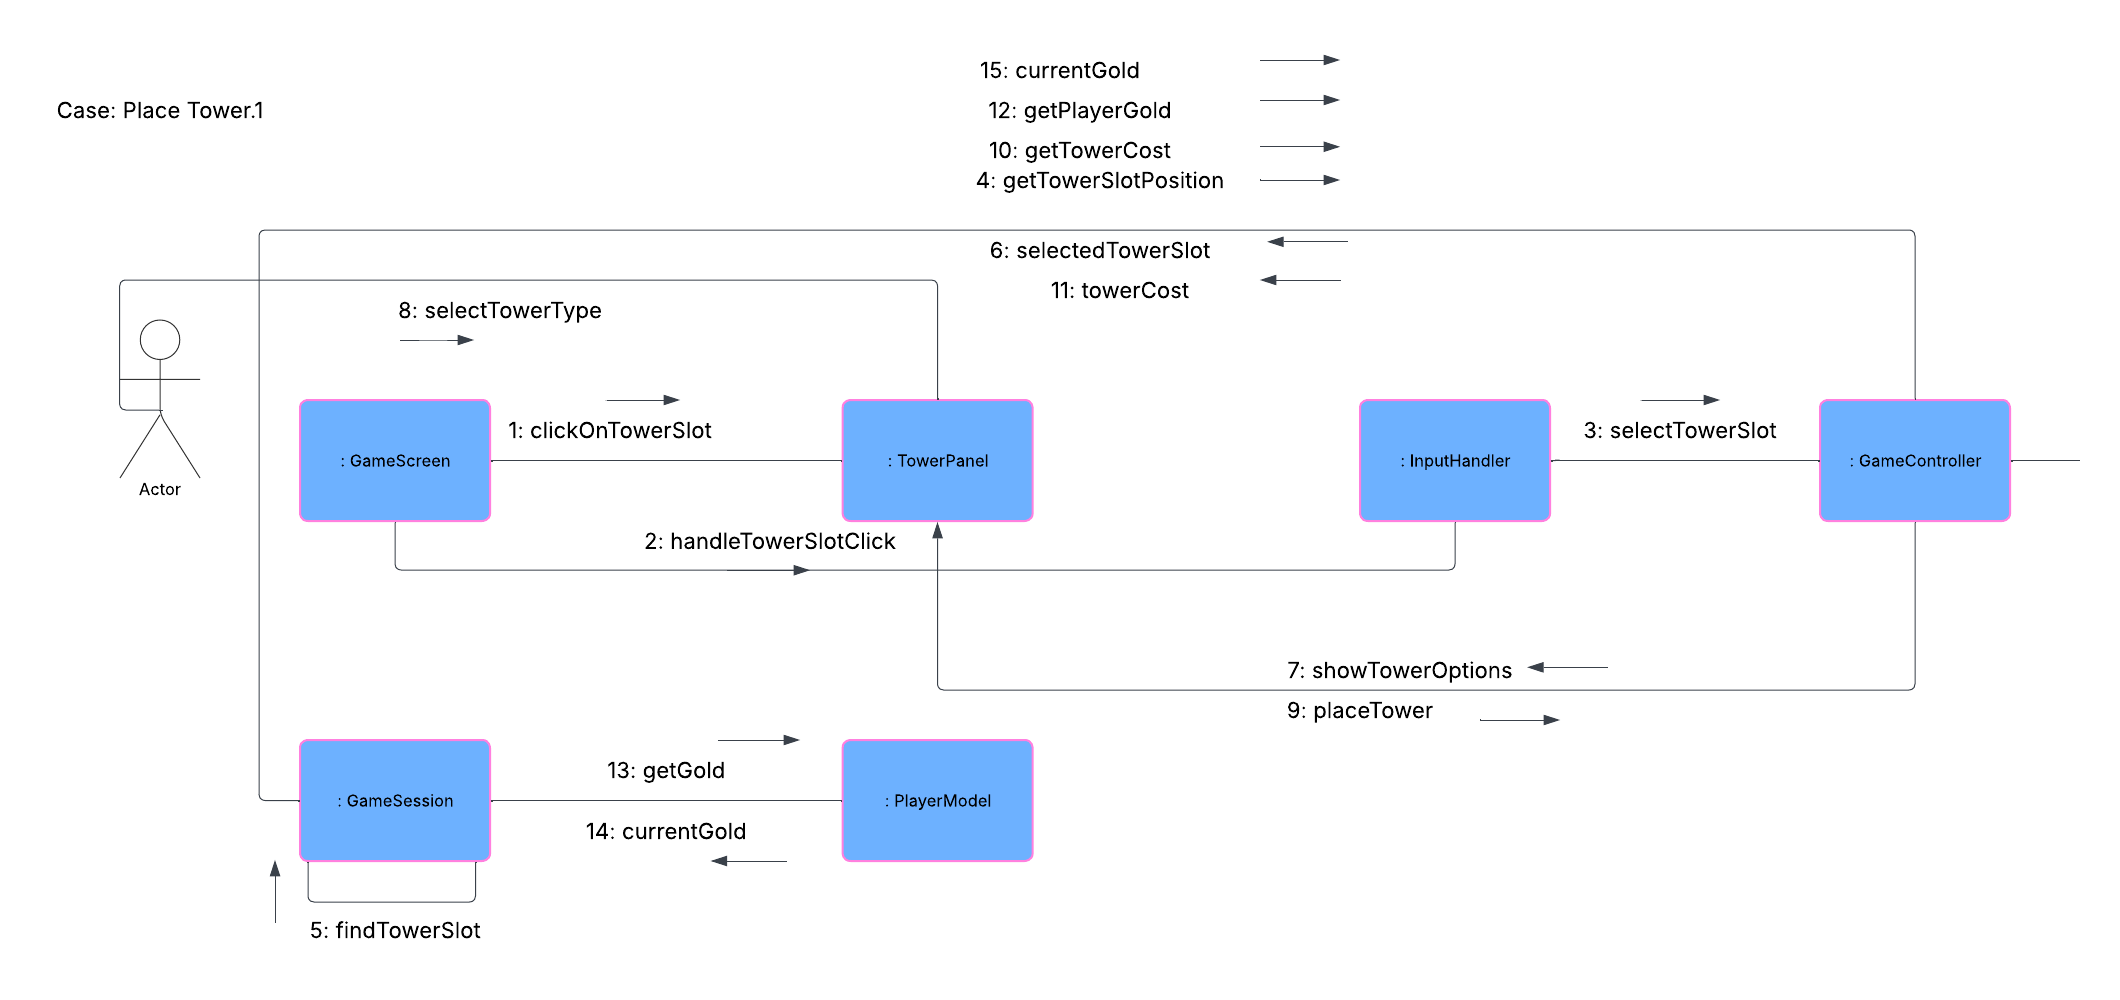 15: currentGold
Case: Place Tower.1
12: getPlayerGold
10: getTowerCost
4: getTowerSlotPosition
6: selectedTowerSlot
11: towerCost
8: selectTowerType
1: clickOnTowerSlot
3: selectTowerSlot
: GameScreen
: TowerPanel
: InputHandler
: GameController
Actor
2: handleTowerSlotClick
7: showTowerOptions
9: placeTower
13: getGold
: GameSession
: PlayerModel
14: currentGold
5: findTowerSlot